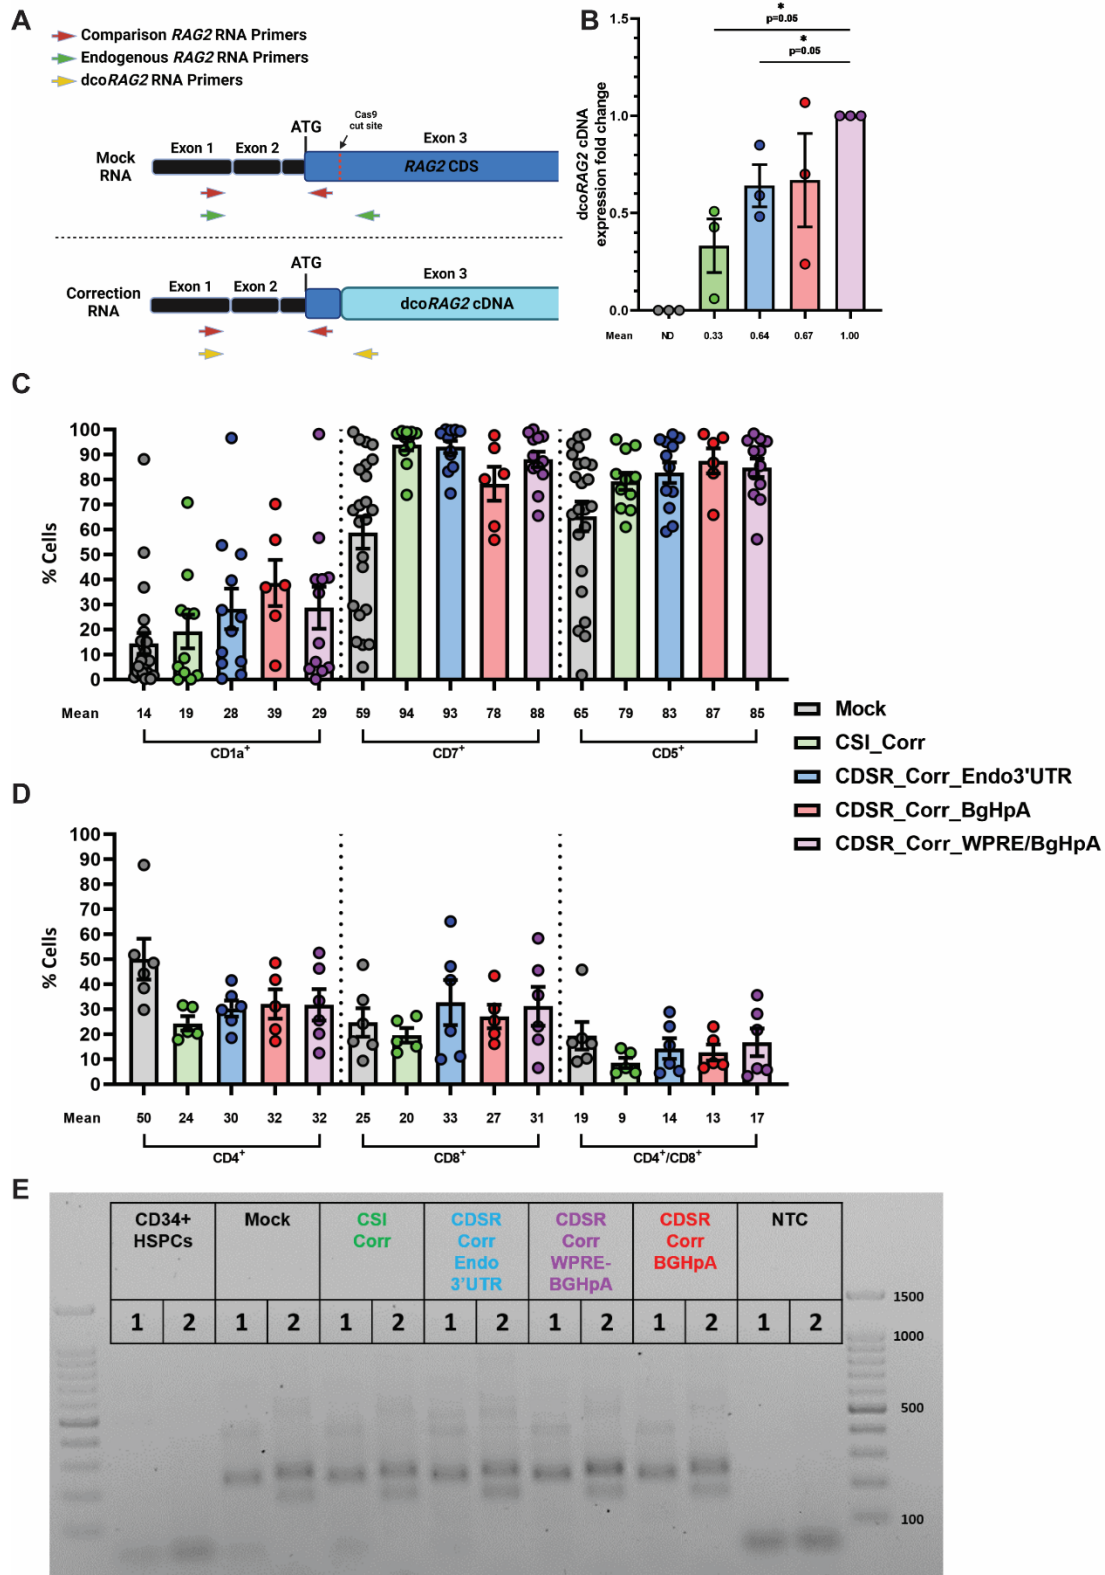 A
Comparison RAG2 RNA Primers
Endogenous RAG2 RNA Primers
dcoRAG2 RNA Primers
Cas9
cut site
ATG
Exon 1
Exon 2
Exon 3
Mock
RNA
RAG2 CDS
ATG
Exon 3
Exon 1
Exon 2
Correction
RNA
dcoRAG2 cDNA
B
dcoRAG2 cDNA
expression fold change
1.5
1.0
0.5
0.0
*
p=0.05
*
p=0.05
Mean ND 0.33 0.64 0.67 1.00
C
% Cells
100
90
80
70
60
50
40
30
20
10
0
Mean 14 19 28 39 29 59 94 93 78 88 65 79 83 87 85
CD1a+ CD7+ CD5+
Mock
CSI_Corr
CDSR_Corr_Endo3'UTR
CDSR_Corr_BgHpA
CDSR_Corr_WPRE/BgHpA
D
% Cells
100
90
80
70
60
50
40
30
20
10
0
Mean 50 24 30 32 32 25 20 33 27 31 19 9 14 13 17
CD4+ CD8+ CD4+/CD8+
E
CD34+
HSPCs
Mock
CSI
Corr
CDSR
Corr
Endo
3'UTR
CDSR
Corr
WPRE-
BGHpA
CDSR
Corr
BGHpA
NTC
1 2 1 2 1 2 1 2 1 2 1 2 1 2
1500
1000
500
100